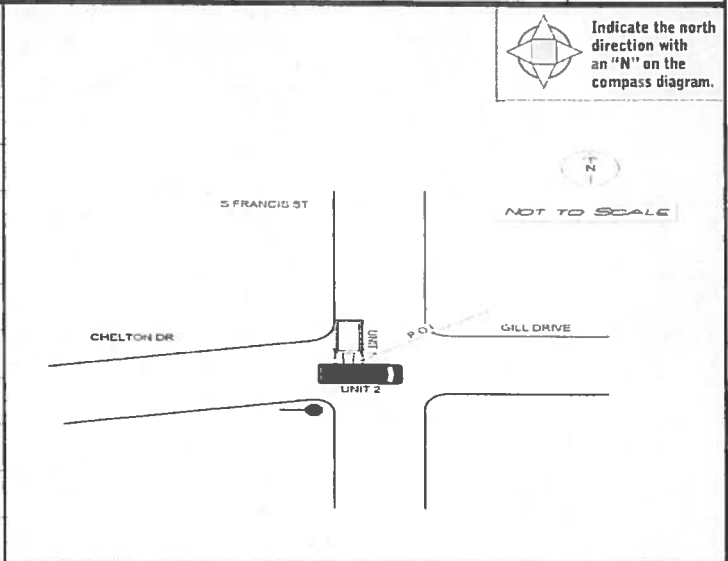 Indicate the north
direction with
an "N" on the
compass diagram.
N
NOT TO SCALE
S FRANCIS ST
CHELTON DR
UNIT
P.O.I
GILL DRIVE
UNIT 2